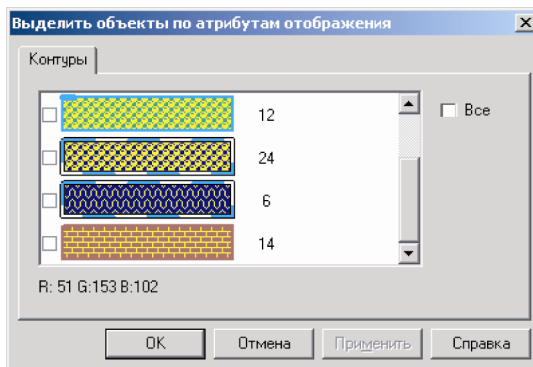 Выделить объекты по атрибутам отображения
Контуры
12
Все
24
6
14
R: 51 G:153 B:102
OK
Отмена
Применить
Справка